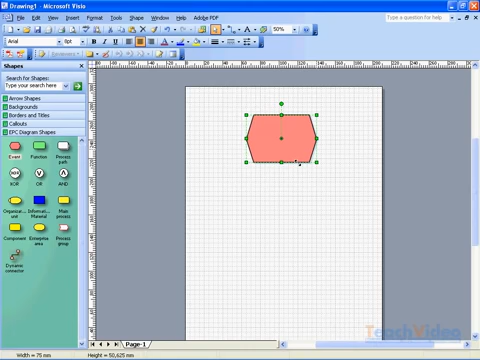 Drawing1 - Microsoft Visio
File Edit View Insert Format Tools Shape Window Help Adobe PDF
Type a question for help
50%
Arial
8pt
Shapes
Search for Shapes:
Type your search here
Arrow Shapes
Backgrounds
Borders and Titles
Callouts
EPC Diagram Shapes
Event
Function
Process path
XOR
OR
AND
Organizat... unit
Informati... Material
Main process
Component
Enterprise area
Process group
Dynamic connector
Page-1
TeachVideo
Width = 75 mm
Height = 50,625 mm